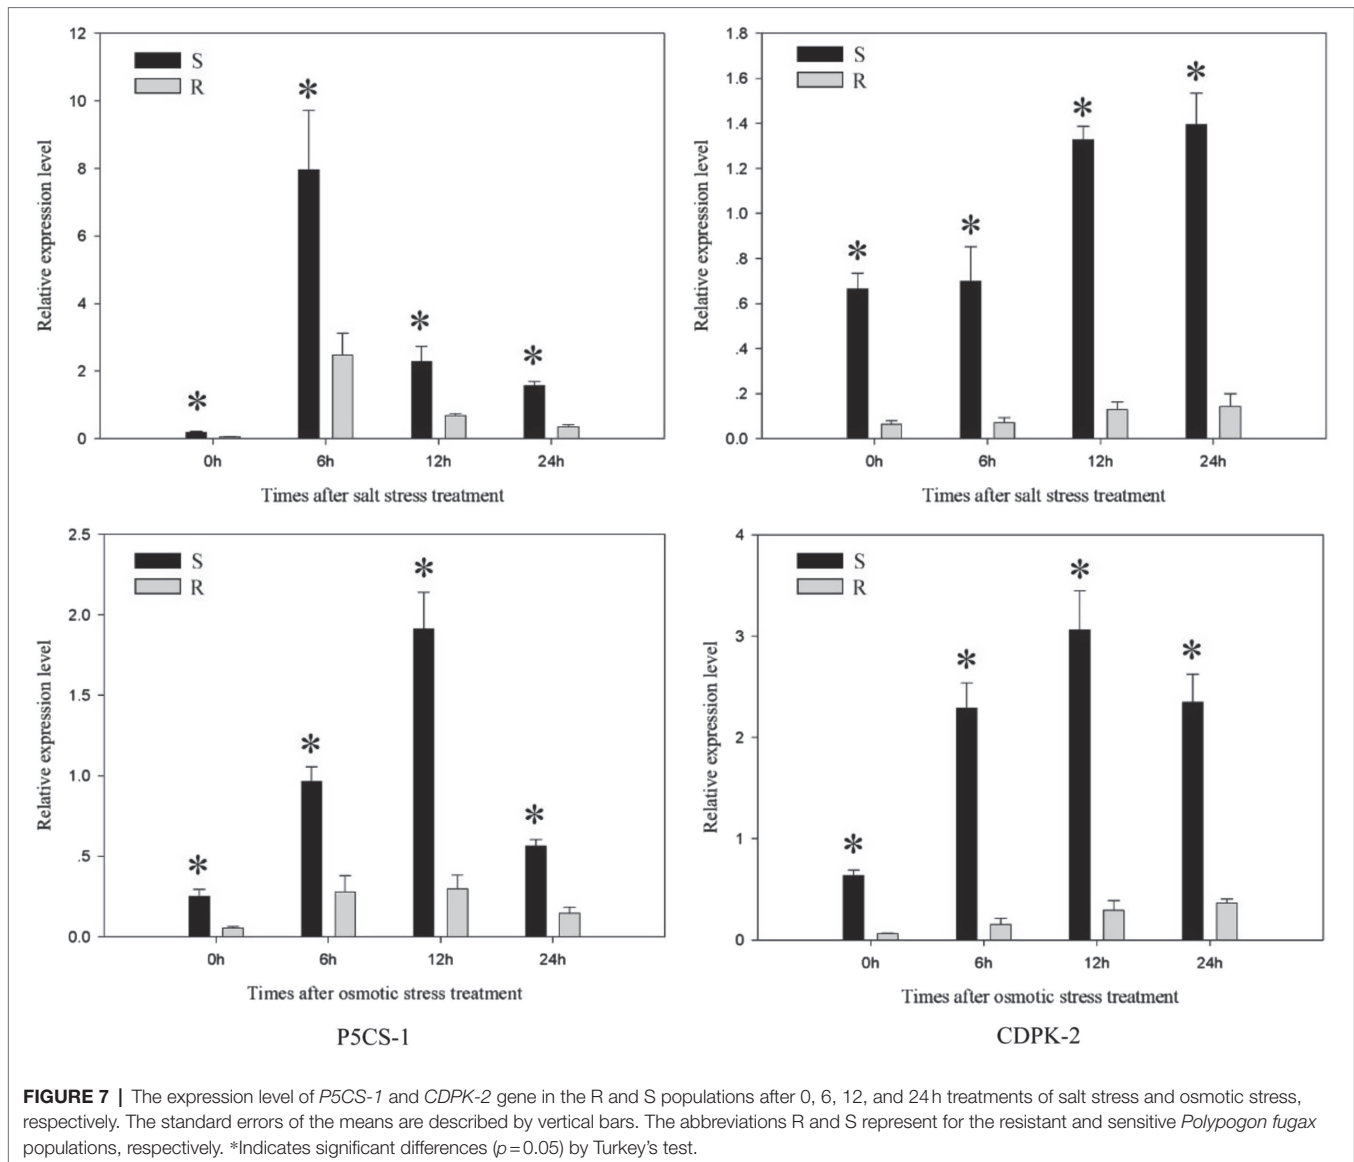 12
10
8
6
4
2
0
Relative expression level
S
R
*
*
*
*
0h 6h 12h 24h
Times after salt stress treatment
1.8
1.6
1.4
1.2
1.0
.8
.6
.4
.2
0.0
Relative expression level
S
R
*
*
*
*
0h 6h 12h 24h
Times after salt stress treatment
2.5
2.0
1.5
1.0
.5
0.0
Relative expression level
S
R
*
*
*
*
0h 6h 12h 24h
Times after osmotic stress treatment
P5CS-1
4
3
2
1
0
Relative expression level
S
R
*
*
*
*
0h 6h 12h 24h
Times after osmotic stress treatment
CDPK-2
FIGURE 7 | The expression level of P5CS-1 and CDPK-2 gene in the R and S populations after 0, 6, 12, and 24 h treatments of salt stress and osmotic stress,
respectively. The standard errors of the means are described by vertical bars. The abbreviations R and S represent for the resistant and sensitive Polypogon fugax
populations, respectively. *Indicates significant differences (p = 0.05) by Turkey's test.